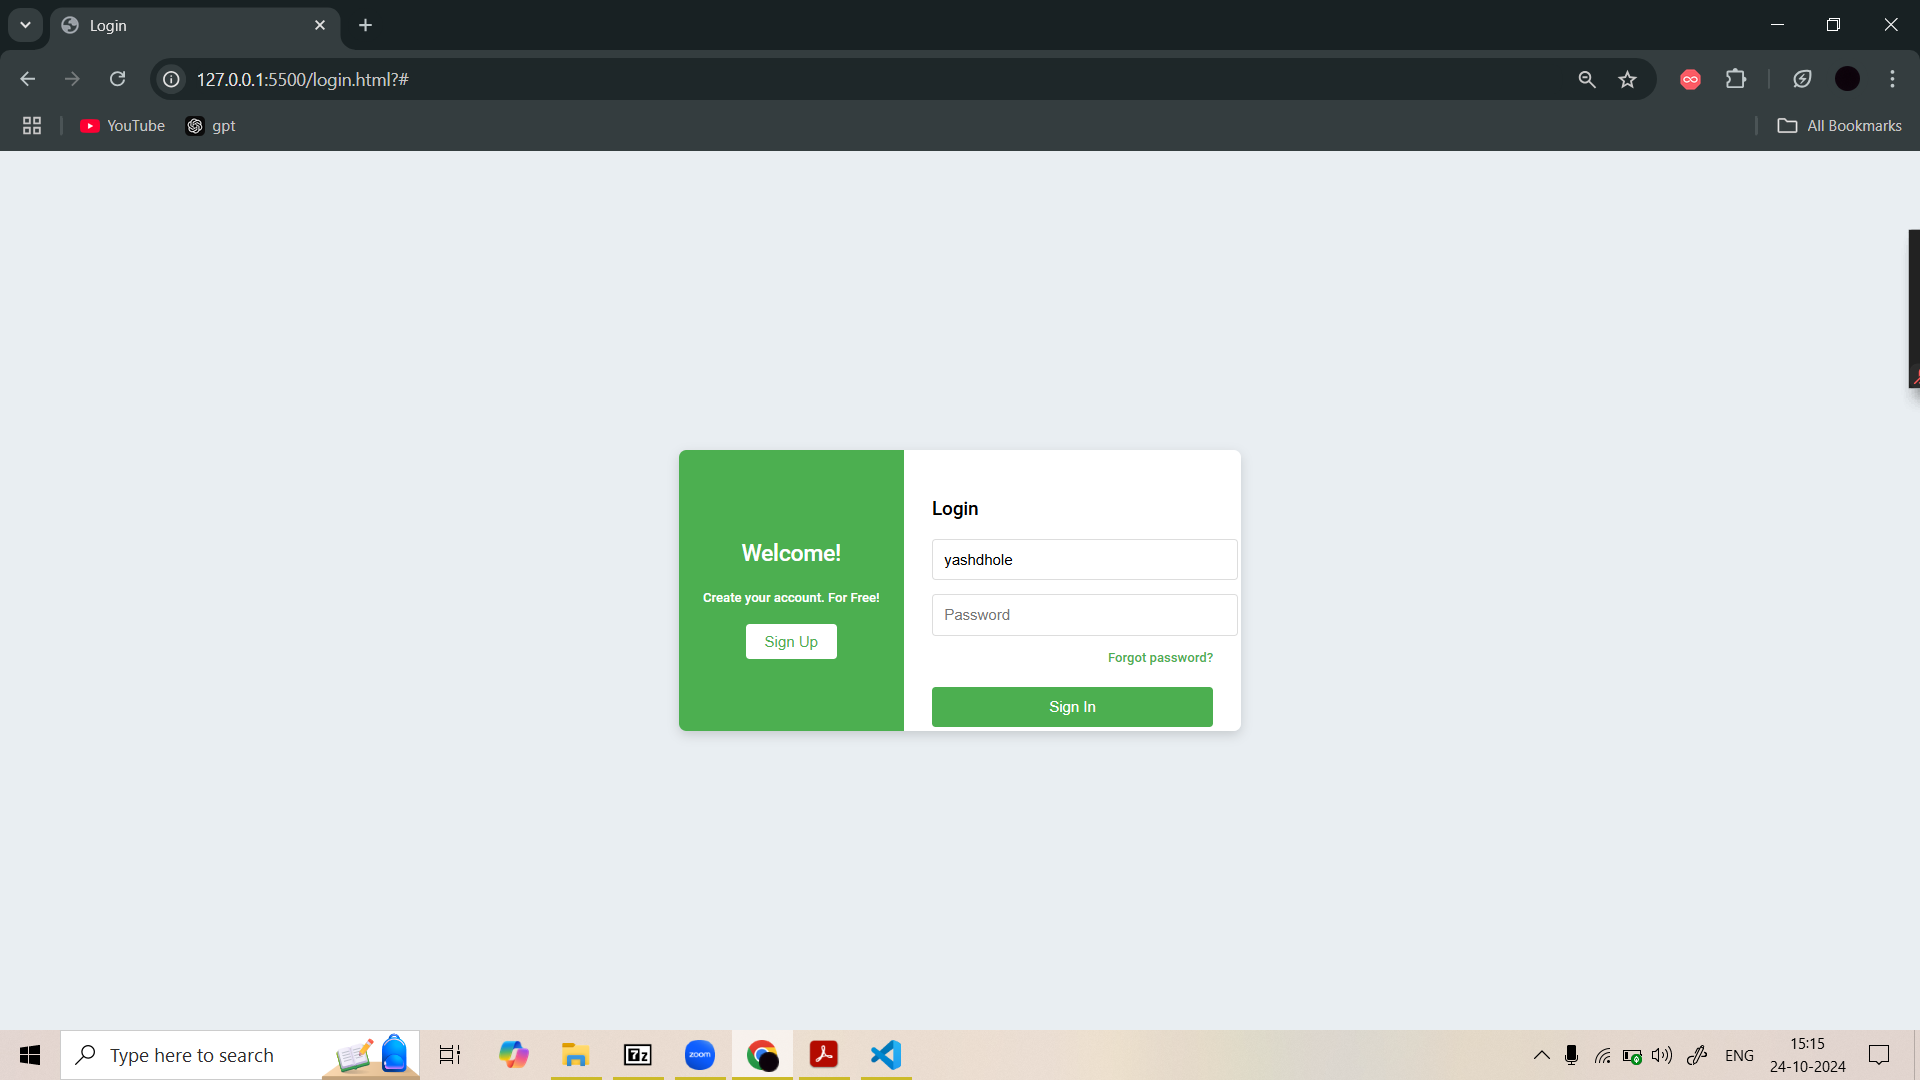 Login
127.0.0.1:5500/login.html?#
YouTube
gpt
All Bookmarks
Welcome!
Create your account. For Free!
Sign Up
Login
yashdhole
Password
Forgot password?
Sign In
Type here to search
7z
zoom
ENG
15:15
24-10-2024